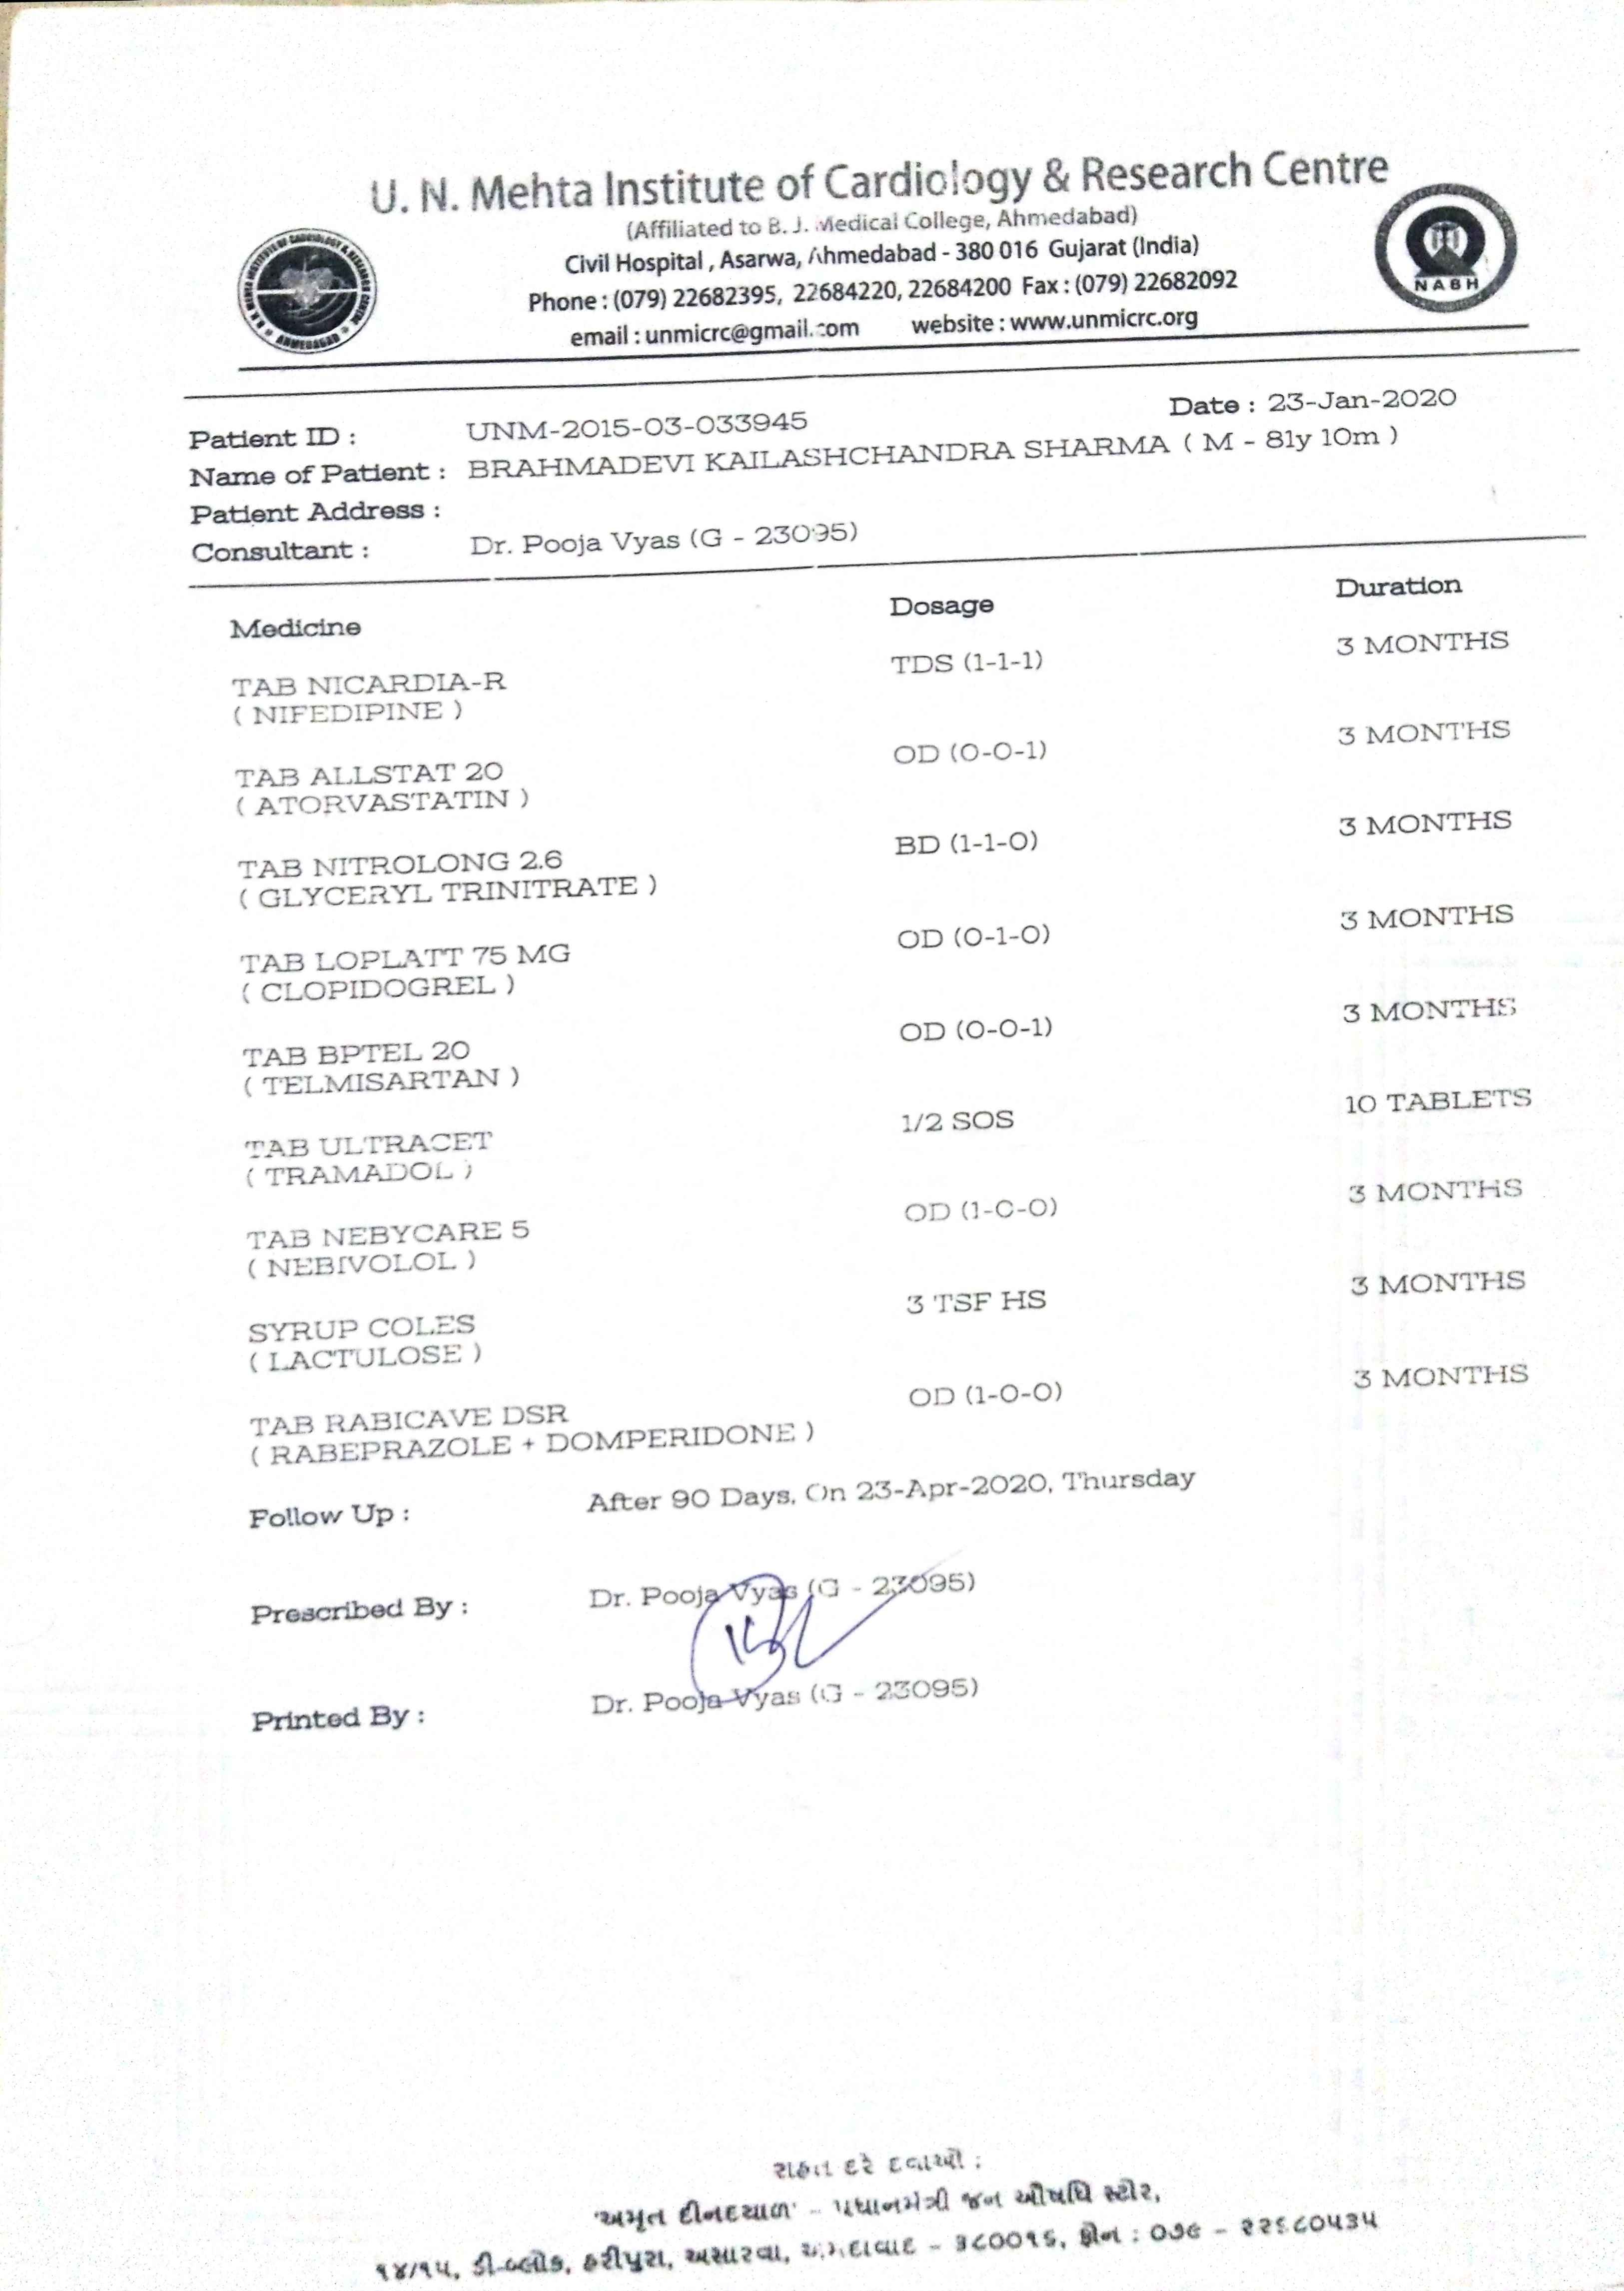 U. N. Mehta Institute of Cardiology & Research Centre
(Affiliated to B. J. Medical College, Ahmedabad)
Civil Hospital , Asarwa, Ahmedabad - 380 016 Gujarat (India)
Phone : (079) 22682395, 22684220, 22684200 Fax : (079) 22682092
email : unmicrc@gmail.com website : www.unmicrc.org
NABH
AHMEDABAD
Patient ID : UNM-2015-03-033945 Date : 23-Jan-2020
Name of Patient : BRAHMADEVI KAILASHCHANDRA SHARMA ( M - 81y 10m )
Patient Address :
Consultant : Dr. Pooja Vyas (G - 23095)
Medicine Dosage Duration
TAB NICARDIA-R TDS (1-1-1) 3 MONTHS
( NIFEDIPINE )
TAB ALLSTAT 20 OD (0-0-1) 3 MONTHS
( ATORVASTATIN )
TAB NITROLONG 2.6 BD (1-1-0) 3 MONTHS
( GLYCERYL TRINITRATE )
TAB LOPLATT 75 MG OD (0-1-0) 3 MONTHS
( CLOPIDOGREL )
TAB BPTEL 20 OD (0-0-1) 3 MONTHS
( TELMISARTAN )
TAB ULTRACET 1/2 SOS 10 TABLETS
( TRAMADOL )
TAB NEBYCARE 5 OD (1-0-0) 3 MONTHS
( NEBIVOLOL )
SYRUP COLES 3 TSF HS 3 MONTHS
( LACTULOSE )
TAB RABICAVE DSR OD (1-0-0) 3 MONTHS
( RABEPRAZOLE + DOMPERIDONE )
Follow Up : After 90 Days, On 23-Apr-2020, Thursday
Prescribed By : Dr. Pooja Vyas (G - 23095)
Printed By : Dr. Pooja Vyas (G - 23095)
રાહત દરે દવાઓ :
'અમૃત દીનદયાળ' - પ્રધાનમંત્રી જન ઔષધિ સ્ટોર,
૧૪/૧૫, ડી-બ્લોક, હરીપુરા, અસારવા, અમદાવાદ - ૩૮૦૦૧૬, ફોન : ૦૭૯ - ૨૨૬૮૦૫૩૫